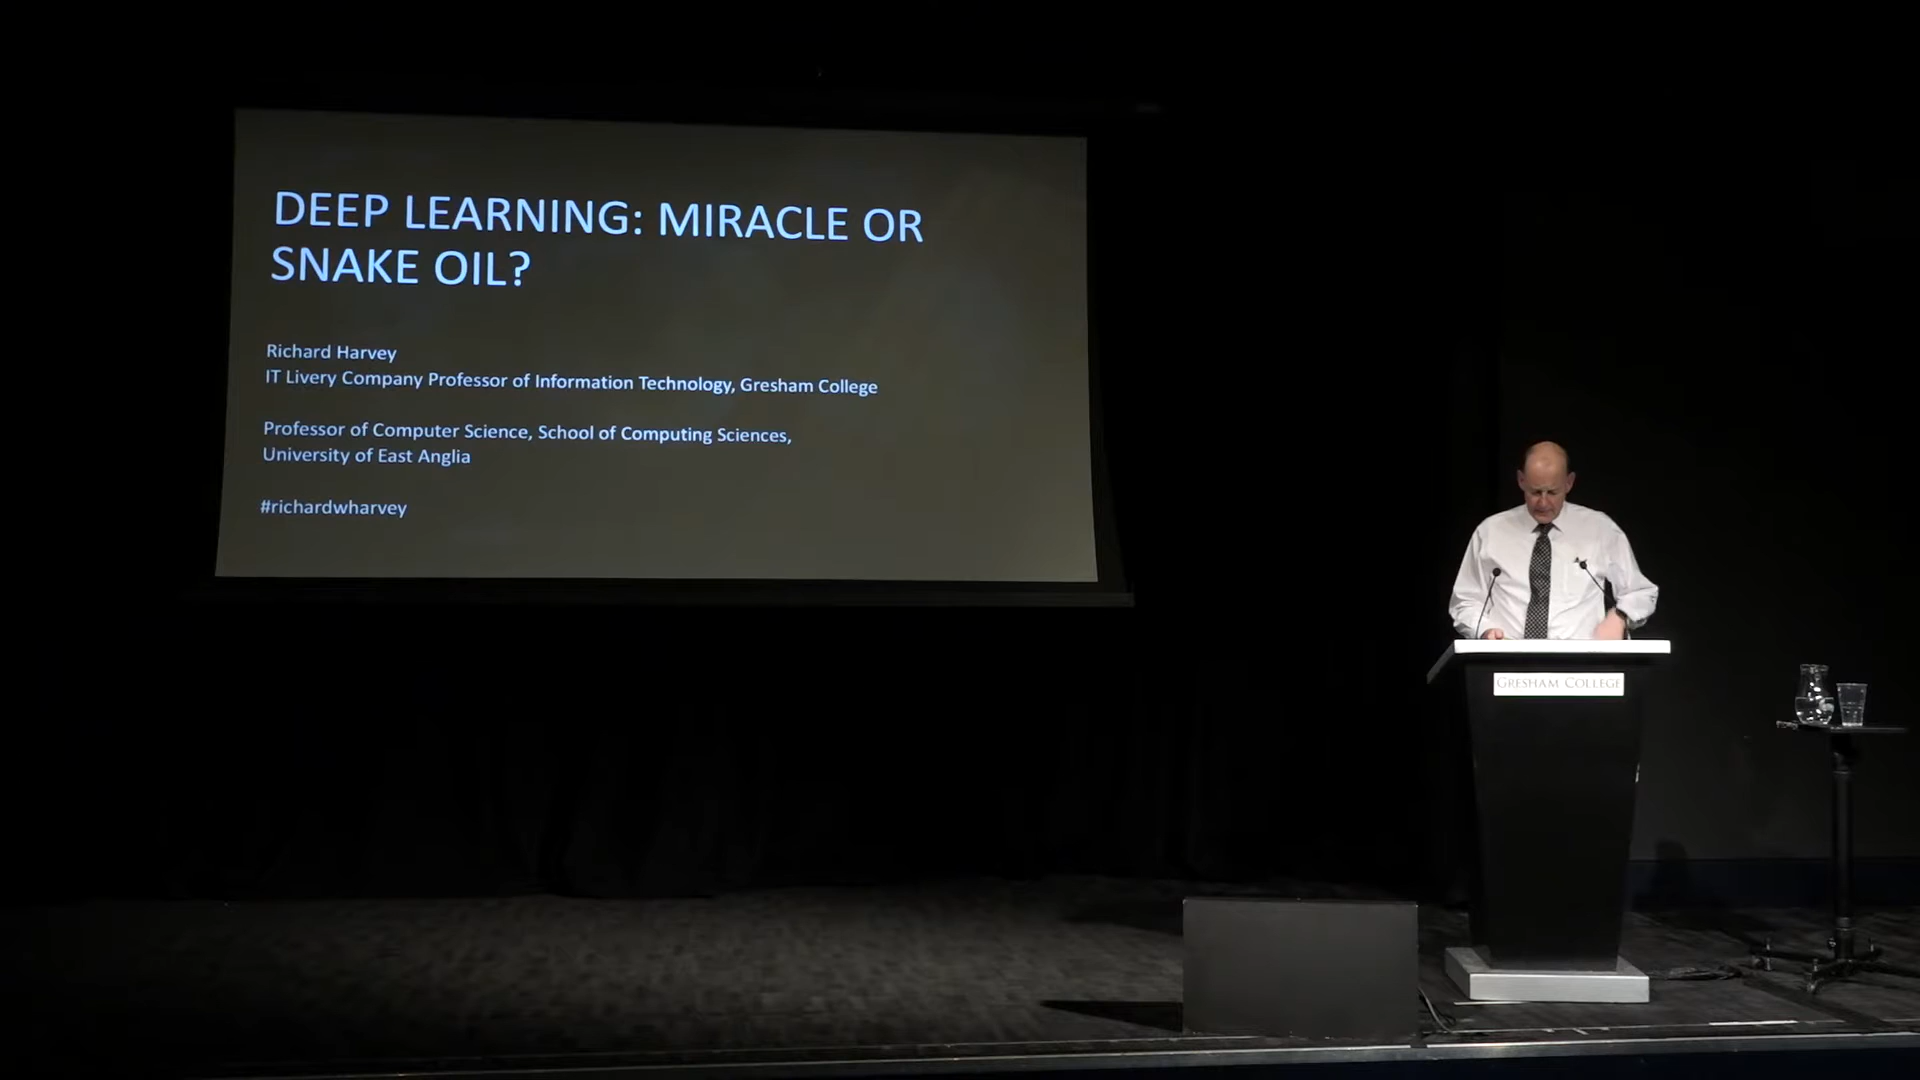 DEEP LEARNING: MIRACLE OR
SNAKE OIL?
Richard Harvey
IT Livery Company Professor of Information Technology, Gresham College
Professor of Computer Science, School of Computing Sciences,
University of East Anglia
#richardwharvey
GRESHAM COLLEGE